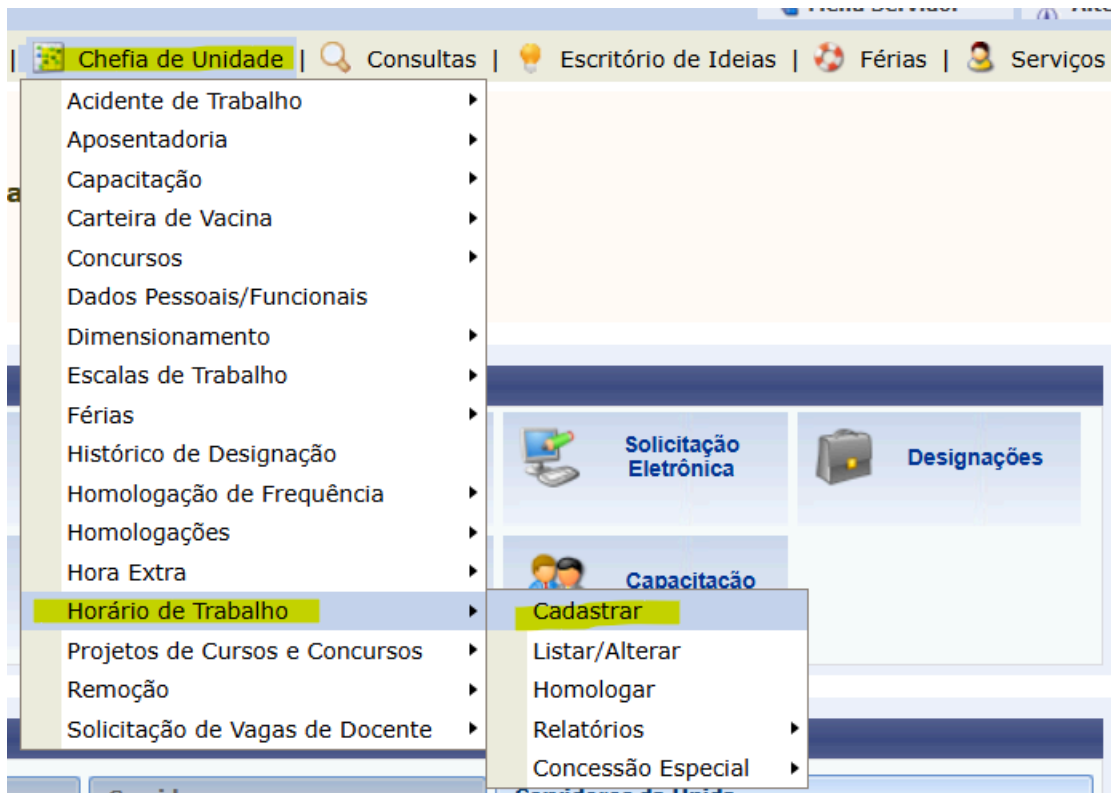 | Chefia de Unidade | Consultas | Escritório de Ideias | Férias | Serviços
Acidente de Trabalho
Aposentadoria
Capacitação
Carteira de Vacina
Concursos
Dados Pessoais/Funcionais
Dimensionamento
Escalas de Trabalho
Férias
Histórico de Designação
Homologação de Frequência
Homologações
Hora Extra
Horário de Trabalho
Projetos de Cursos e Concursos
Remoção
Solicitação de Vagas de Docente
Solicitação
Eletrônica
Designações
Capacitação
Cadastrar
Listar/Alterar
Homologar
Relatórios
Concessão Especial